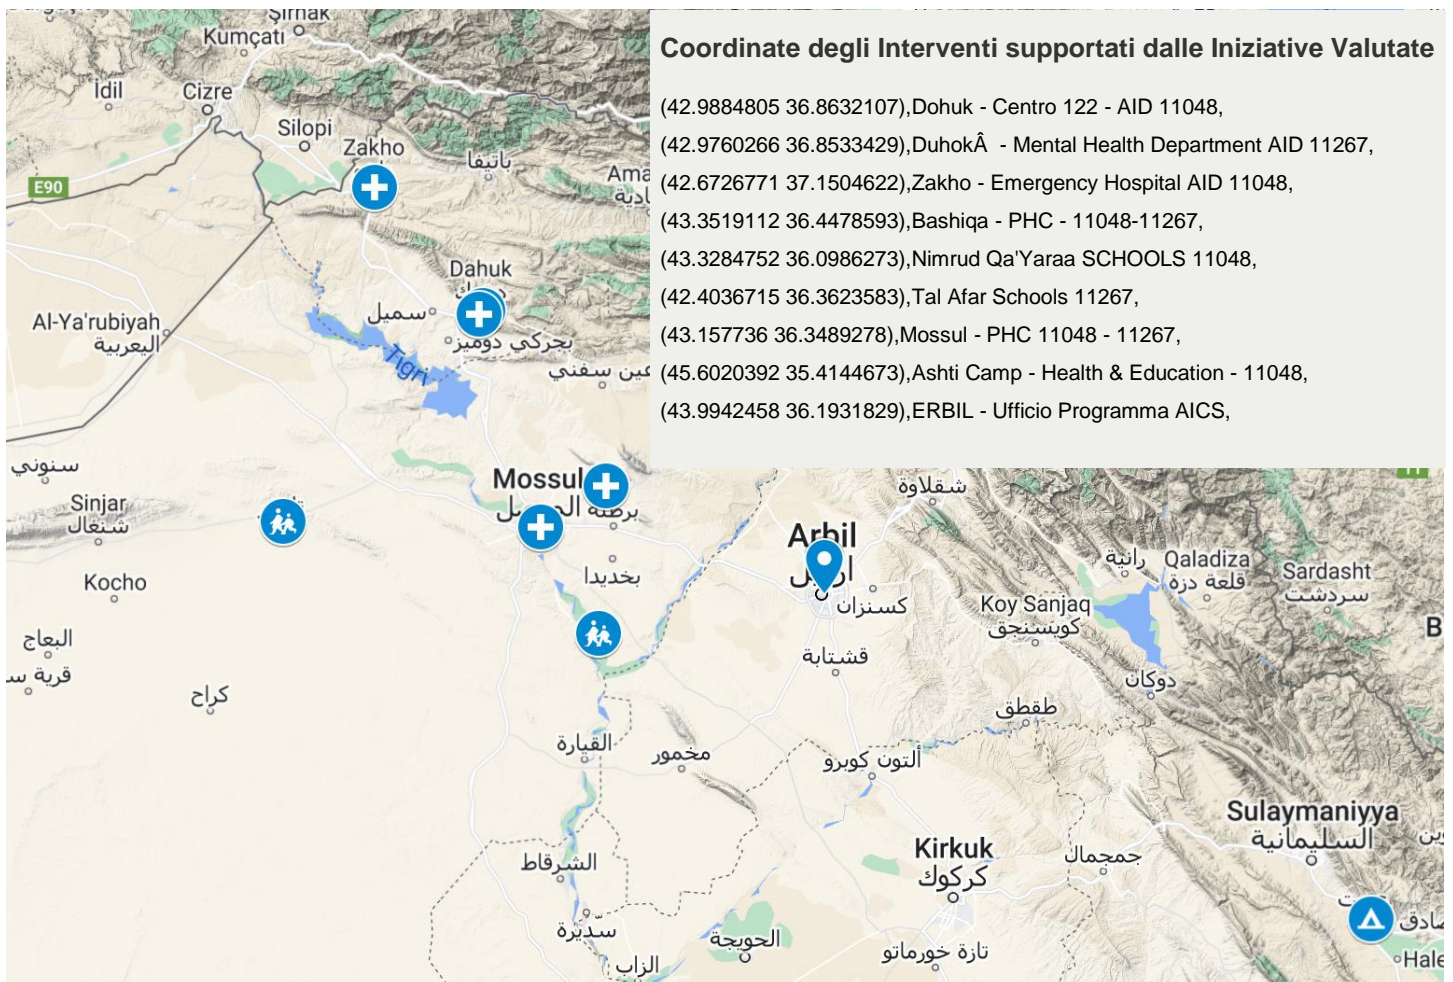 Şırnak
Kumçatı
İdil
Cizre
Silopi
Zakho
باتيفا
E90
Dahuk
سميل
Al-Ya'rubiyah
اليعربية
Tigri
عين سفني
Coordinate degli Interventi supportati dalle Iniziative Valutate
(42.9884805 36.8632107),Dohuk - Centro 122 - AID 11048,
(42.9760266 36.8533429),DuhokÂ - Mental Health Department AID 11267,
(42.6726771 37.1504622),Zakho - Emergency Hospital AID 11048,
(43.3519112 36.4478593),Bashiqa - PHC - 11048-11267,
(43.3284752 36.0986273),Nimrud Qa'Yaraa SCHOOLS 11048,
(42.4036715 36.3623583),Tal Afar Schools 11267,
(43.157736 36.3489278),Mossul - PHC 11048 - 11267,
(45.6020392 35.4144673),Ashti Camp - Health & Education - 11048,
(43.9942458 36.1931829),ERBIL - Ufficio Programma AICS,
سنوني
Sinjar
شنغال
Mossul
شقلاوة
Arbil
Kocho
بخديدا
كسنزان
رانية
Qaladiza
قلعة دزة
Sardasht
سردشت
Koy Sanjaq
كويسنجق
البعاج
قشتابة
دوكان
كراح
طقطق
القيارة
مخمور
ألتون كوبرو
Sulaymaniyya
السليمانية
Kirkuk
كركوك
جمجمال
الشرقاط
سديرة
الحويجة
تازة خورماتو
الزاب